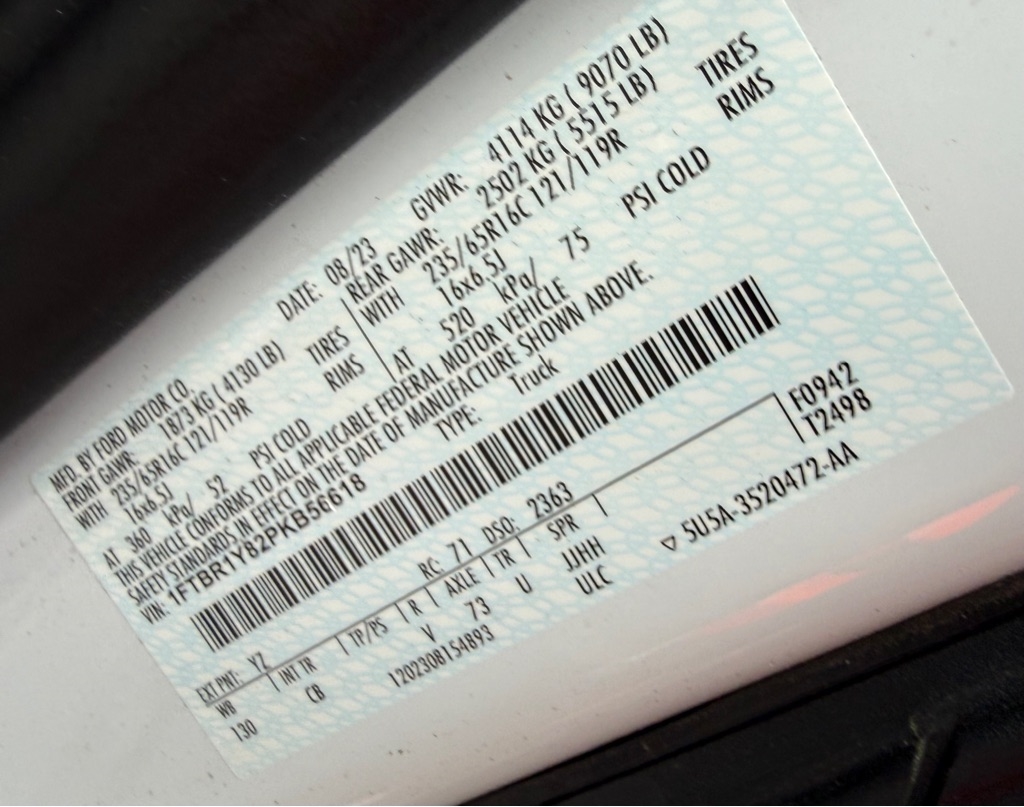 MFD. BY FORD MOTOR CO. DATE: 08/23 GVWR: 4114 KG ( 9070 LB)
FRONT GAWR: 1873 KG ( 4130 LB) REAR GAWR: 2502 KG ( 5515 LB)
WITH 235/65R16C 121/119R TIRES WITH 235/65R16C 121/119R TIRES
16x6.5J RIMS 16x6.5J RIMS
AT 360 kPa/ 52 PSI COLD AT 520 kPa/ 75 PSI COLD
THIS VEHICLE CONFORMS TO ALL APPLICABLE FEDERAL MOTOR VEHICLE
SAFETY STANDARDS IN EFFECT ON THE DATE OF MANUFACTURE SHOWN ABOVE.
VIN: 1FTBR1Y82PKB56618 TYPE: Truck
EXT PNT: YZ RC: 71 DSO: 2363 F0942
WB INT TR TP/PS R AXLE TR SPR T2498
130 CB V 73 U JJHH
1202308154893 ULC ▽ 5U5A-3520472-AA